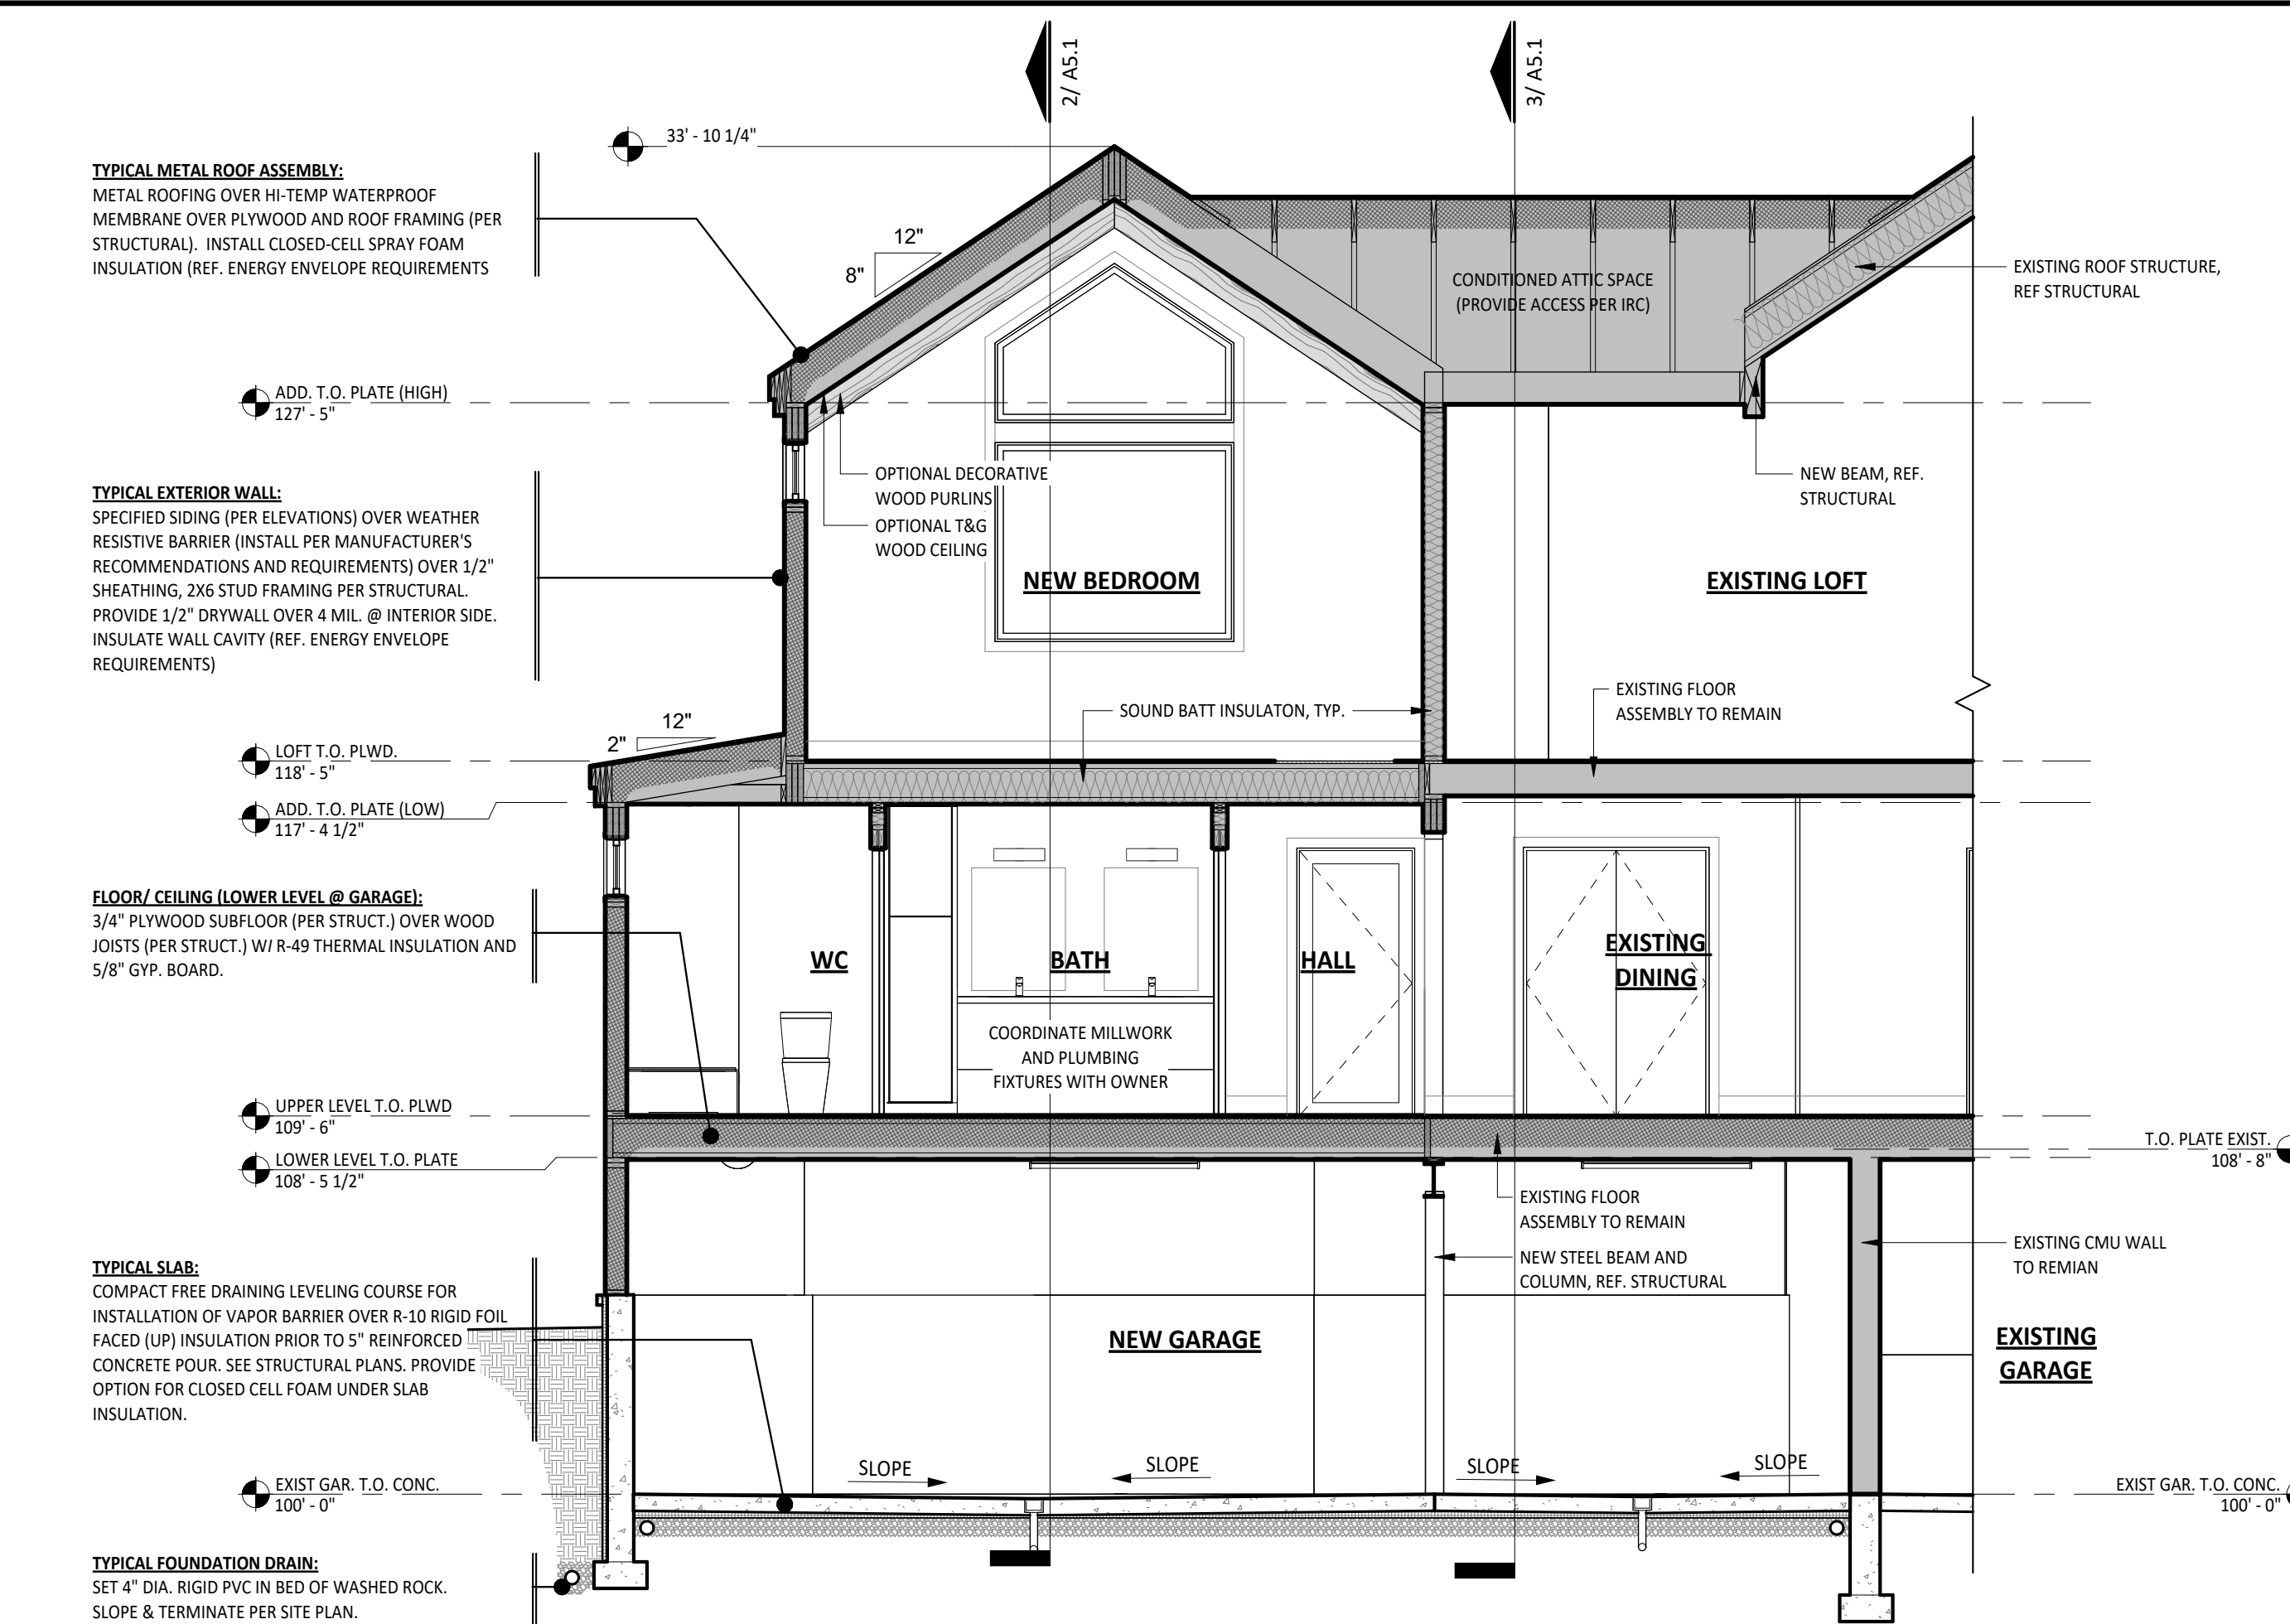 2/ A5.1
3/ A5.1
33' - 10 1/4"
TYPICAL METAL ROOF ASSEMBLY:
METAL ROOFING OVER HI-TEMP WATERPROOF
MEMBRANE OVER PLYWOOD AND ROOF FRAMING (PER
STRUCTURAL). INSTALL CLOSED-CELL SPRAY FOAM
INSULATION (REF. ENERGY ENVELOPE REQUIREMENTS
12"
8"
CONDITIONED ATTIC SPACE
(PROVIDE ACCESS PER IRC)
EXISTING ROOF STRUCTURE,
REF STRUCTURAL
ADD. T.O. PLATE (HIGH)
127' - 5"
OPTIONAL DECORATIVE
WOOD PURLINS
OPTIONAL T&G
WOOD CEILING
NEW BEAM, REF.
STRUCTURAL
TYPICAL EXTERIOR WALL:
SPECIFIED SIDING (PER ELEVATIONS) OVER WEATHER
RESISTIVE BARRIER (INSTALL PER MANUFACTURER'S
RECOMMENDATIONS AND REQUIREMENTS) OVER 1/2"
SHEATHING, 2X6 STUD FRAMING PER STRUCTURAL.
PROVIDE 1/2" DRYWALL OVER 4 MIL. @ INTERIOR SIDE.
INSULATE WALL CAVITY (REF. ENERGY ENVELOPE
REQUIREMENTS)
NEW BEDROOM
EXISTING LOFT
SOUND BATT INSULATON, TYP.
EXISTING FLOOR
ASSEMBLY TO REMAIN
12"
2"
LOFT T.O. PLWD.
118' - 5"
ADD. T.O. PLATE (LOW)
117' - 4 1/2"
FLOOR/ CEILING (LOWER LEVEL @ GARAGE):
3/4" PLYWOOD SUBFLOOR (PER STRUCT.) OVER WOOD
JOISTS (PER STRUCT.) W/ R-49 THERMAL INSULATION AND
5/8" GYP. BOARD.
WC
BATH
HALL
EXISTING
DINING
COORDINATE MILLWORK
AND PLUMBING
FIXTURES WITH OWNER
UPPER LEVEL T.O. PLWD
109' - 6"
LOWER LEVEL T.O. PLATE
108' - 5 1/2"
T.O. PLATE EXIST.
108' - 8"
EXISTING FLOOR
ASSEMBLY TO REMAIN
NEW STEEL BEAM AND
COLUMN, REF. STRUCTURAL
EXISTING CMU WALL
TO REMIAN
TYPICAL SLAB:
COMPACT FREE DRAINING LEVELING COURSE FOR
INSTALLATION OF VAPOR BARRIER OVER R-10 RIGID FOIL
FACED (UP) INSULATION PRIOR TO 5" REINFORCED
CONCRETE POUR. SEE STRUCTURAL PLANS. PROVIDE
OPTION FOR CLOSED CELL FOAM UNDER SLAB
INSULATION.
NEW GARAGE
EXISTING
GARAGE
SLOPE
SLOPE
SLOPE
SLOPE
EXIST GAR. T.O. CONC.
100' - 0"
EXIST GAR. T.O. CONC.
100' - 0"
TYPICAL FOUNDATION DRAIN:
SET 4" DIA. RIGID PVC IN BED OF WASHED ROCK.
SLOPE & TERMINATE PER SITE PLAN.